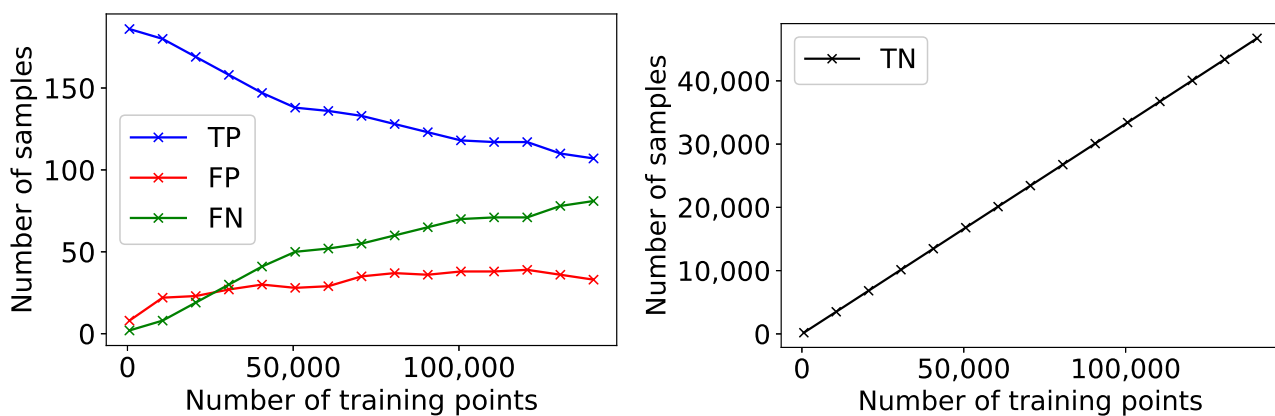 Number of samples
150
100
50
0
TP
FP
FN
0
50,000
100,000
Number of training points
Number of samples
40,000
30,000
20,000
10,000
0
TN
0
50,000
100,000
Number of training points